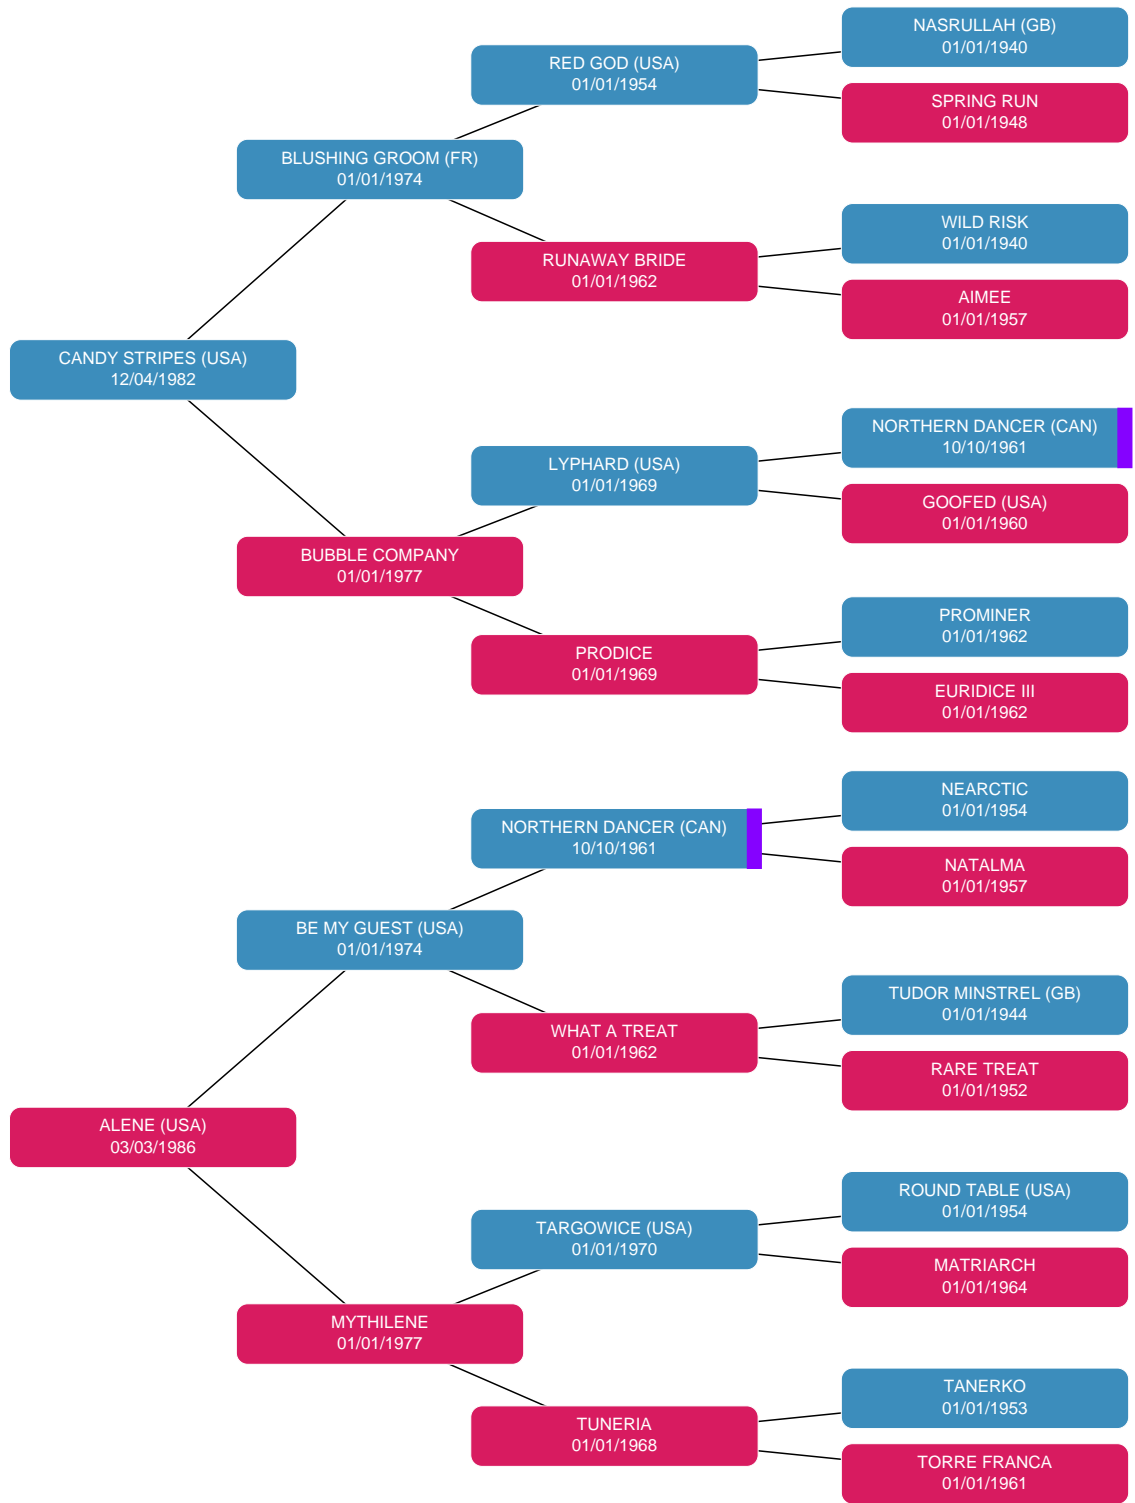 NASRULLAH (GB)
01/01/1940
RED GOD (USA)
01/01/1954
SPRING RUN
01/01/1948
BLUSHING GROOM (FR)
01/01/1974
WILD RISK
01/01/1940
RUNAWAY BRIDE
01/01/1962
AIMEE
01/01/1957
CANDY STRIPES (USA)
12/04/1982
NORTHERN DANCER (CAN)
10/10/1961
LYPHARD (USA)
01/01/1969
GOOFED (USA)
01/01/1960
BUBBLE COMPANY
01/01/1977
PROMINER
01/01/1962
PRODICE
01/01/1969
EURIDICE III
01/01/1962
NEARCTIC
01/01/1954
NORTHERN DANCER (CAN)
10/10/1961
NATALMA
01/01/1957
BE MY GUEST (USA)
01/01/1974
TUDOR MINSTREL (GB)
01/01/1944
WHAT A TREAT
01/01/1962
RARE TREAT
01/01/1952
ALENE (USA)
03/03/1986
ROUND TABLE (USA)
01/01/1954
TARGOWICE (USA)
01/01/1970
MATRIARCH
01/01/1964
MYTHILENE
01/01/1977
TANERKO
01/01/1953
TUNERIA
01/01/1968
TORRE FRANCA
01/01/1961